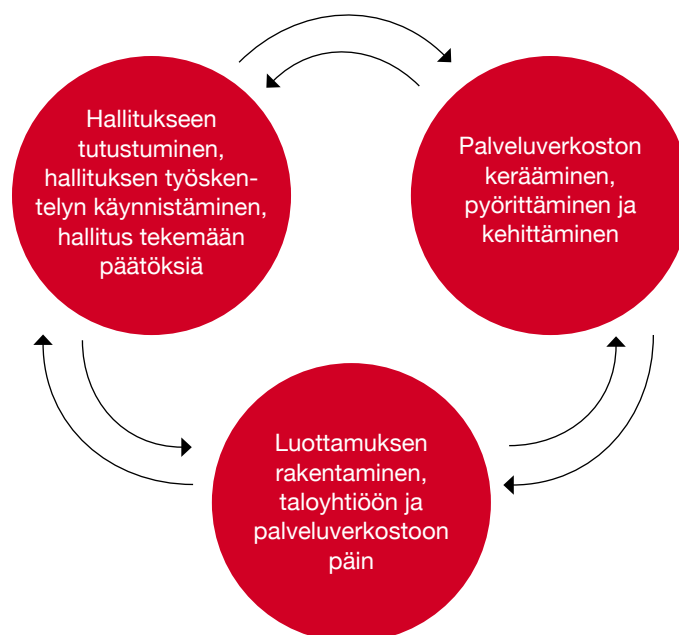 Hallitukseen
tutustuminen,
hallituksen työsken-
telyn käynnistäminen,
hallitus tekemään
päätöksiä
Palveluverkoston
kerääminen,
pyörittäminen ja
kehittäminen
Luottamuksen
rakentaminen,
taloyhtiöön ja
palveluverkostoon
päin